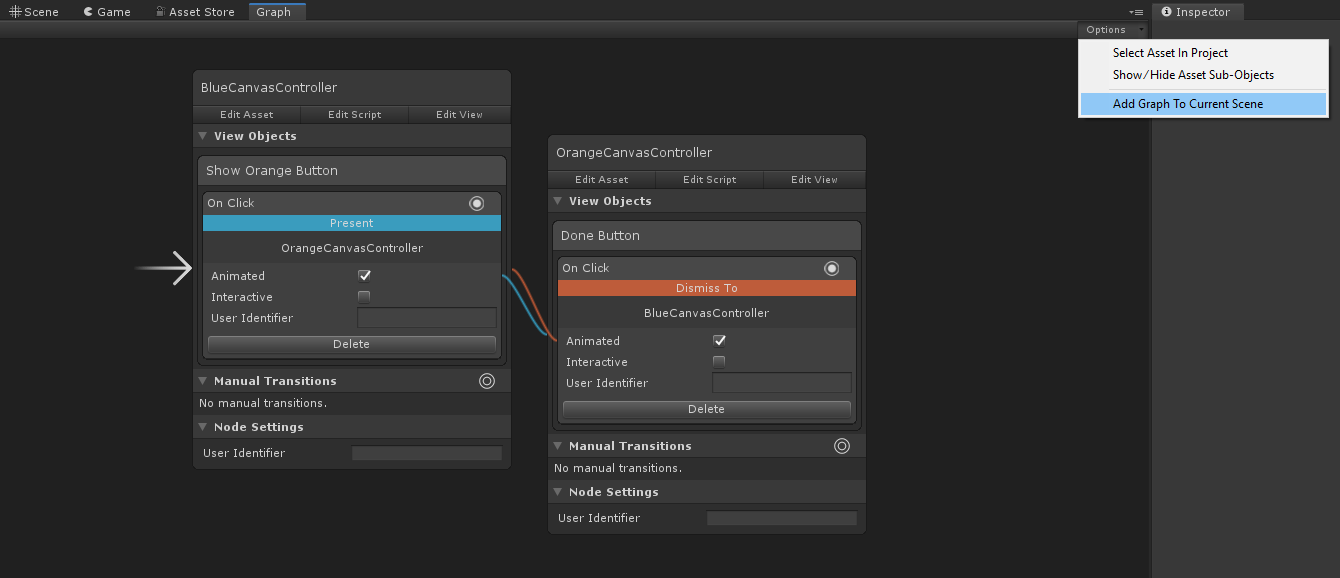 Scene
Game
Asset Store
Graph
Inspector
Options
Select Asset In Project
Show/Hide Asset Sub-Objects
Add Graph To Current Scene
BlueCanvasController
Edit Asset Edit Script Edit View
View Objects
Show Orange Button
On Click
Present
OrangeCanvasController
Animated
Interactive
User Identifier
Delete
Manual Transitions
No manual transitions.
Node Settings
User Identifier
OrangeCanvasController
Edit Asset Edit Script Edit View
View Objects
Done Button
On Click
Dismiss To
BlueCanvasController
Animated
Interactive
User Identifier
Delete
Manual Transitions
No manual transitions.
Node Settings
User Identifier